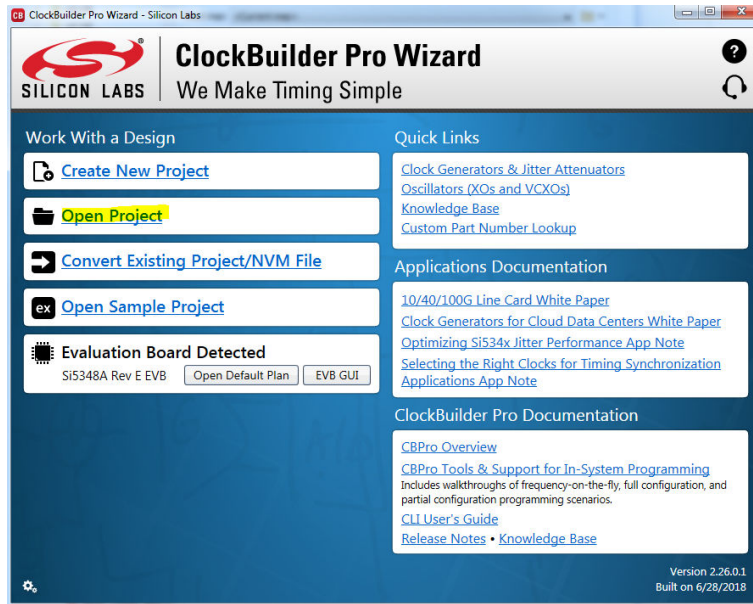 CB ClockBuilder Pro Wizard - Silicon Labs
SILICON LABS
ClockBuilder Pro Wizard
We Make Timing Simple
?
Work With a Design
Create New Project
Open Project
Convert Existing Project/NVM File
ex Open Sample Project
Evaluation Board Detected
Si5348A Rev E EVB Open Default Plan EVB GUI
Quick Links
Clock Generators & Jitter Attenuators
Oscillators (XOs and VCXOs)
Knowledge Base
Custom Part Number Lookup
Applications Documentation
10/40/100G Line Card White Paper
Clock Generators for Cloud Data Centers White Paper
Optimizing Si534x Jitter Performance App Note
Selecting the Right Clocks for Timing Synchronization
Applications App Note
ClockBuilder Pro Documentation
CBPro Overview
CBPro Tools & Support for In-System Programming
Includes walkthroughs of frequency-on-the-fly, full configuration, and
partial configuration programming scenarios.
CLI User's Guide
Release Notes • Knowledge Base
Version 2.26.0.1
Built on 6/28/2018